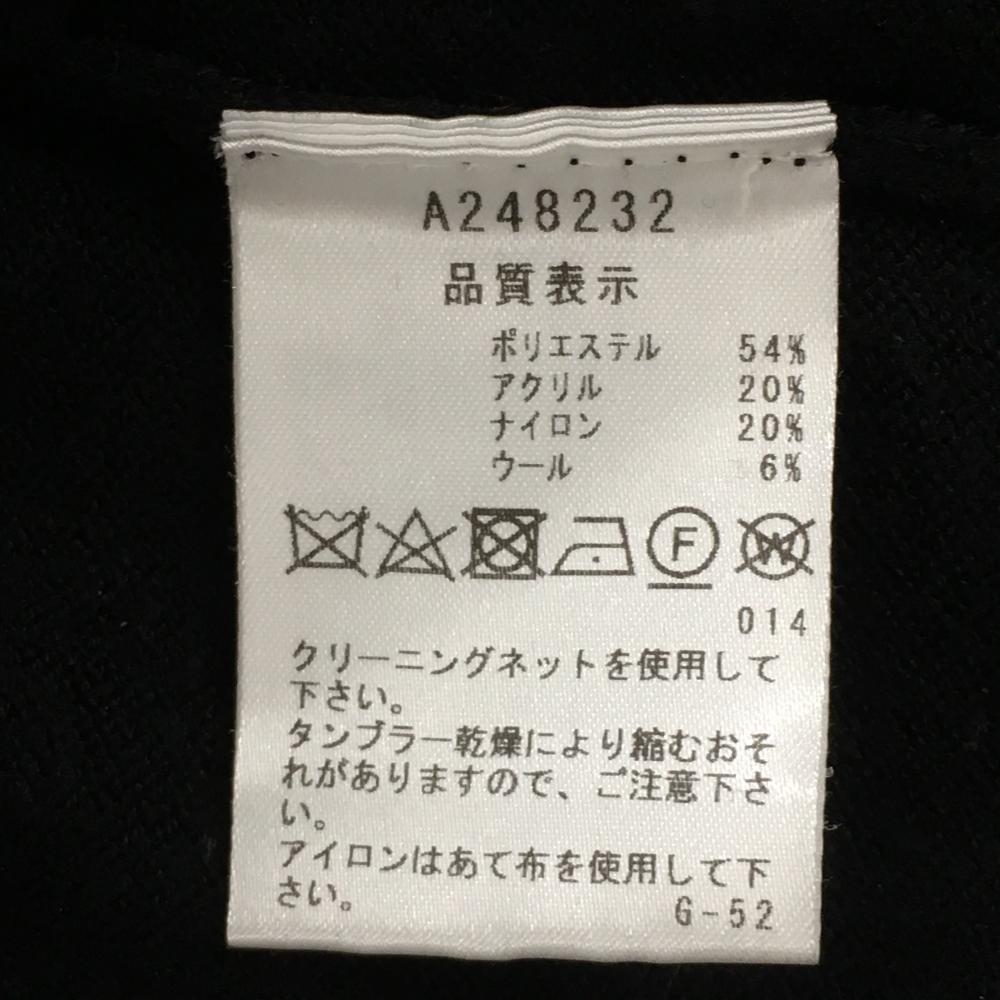 A248232
品質表示
ポリエステル 54%
アクリル 20%
ナイロン 20%
ウール 6%
F W
014
クリーニングネットを使用して
下さい。
タンブラー乾燥により縮むおそ
れがありますので、ご注意下さ
い。
アイロンはあて布を使用して下
さい。
G-52